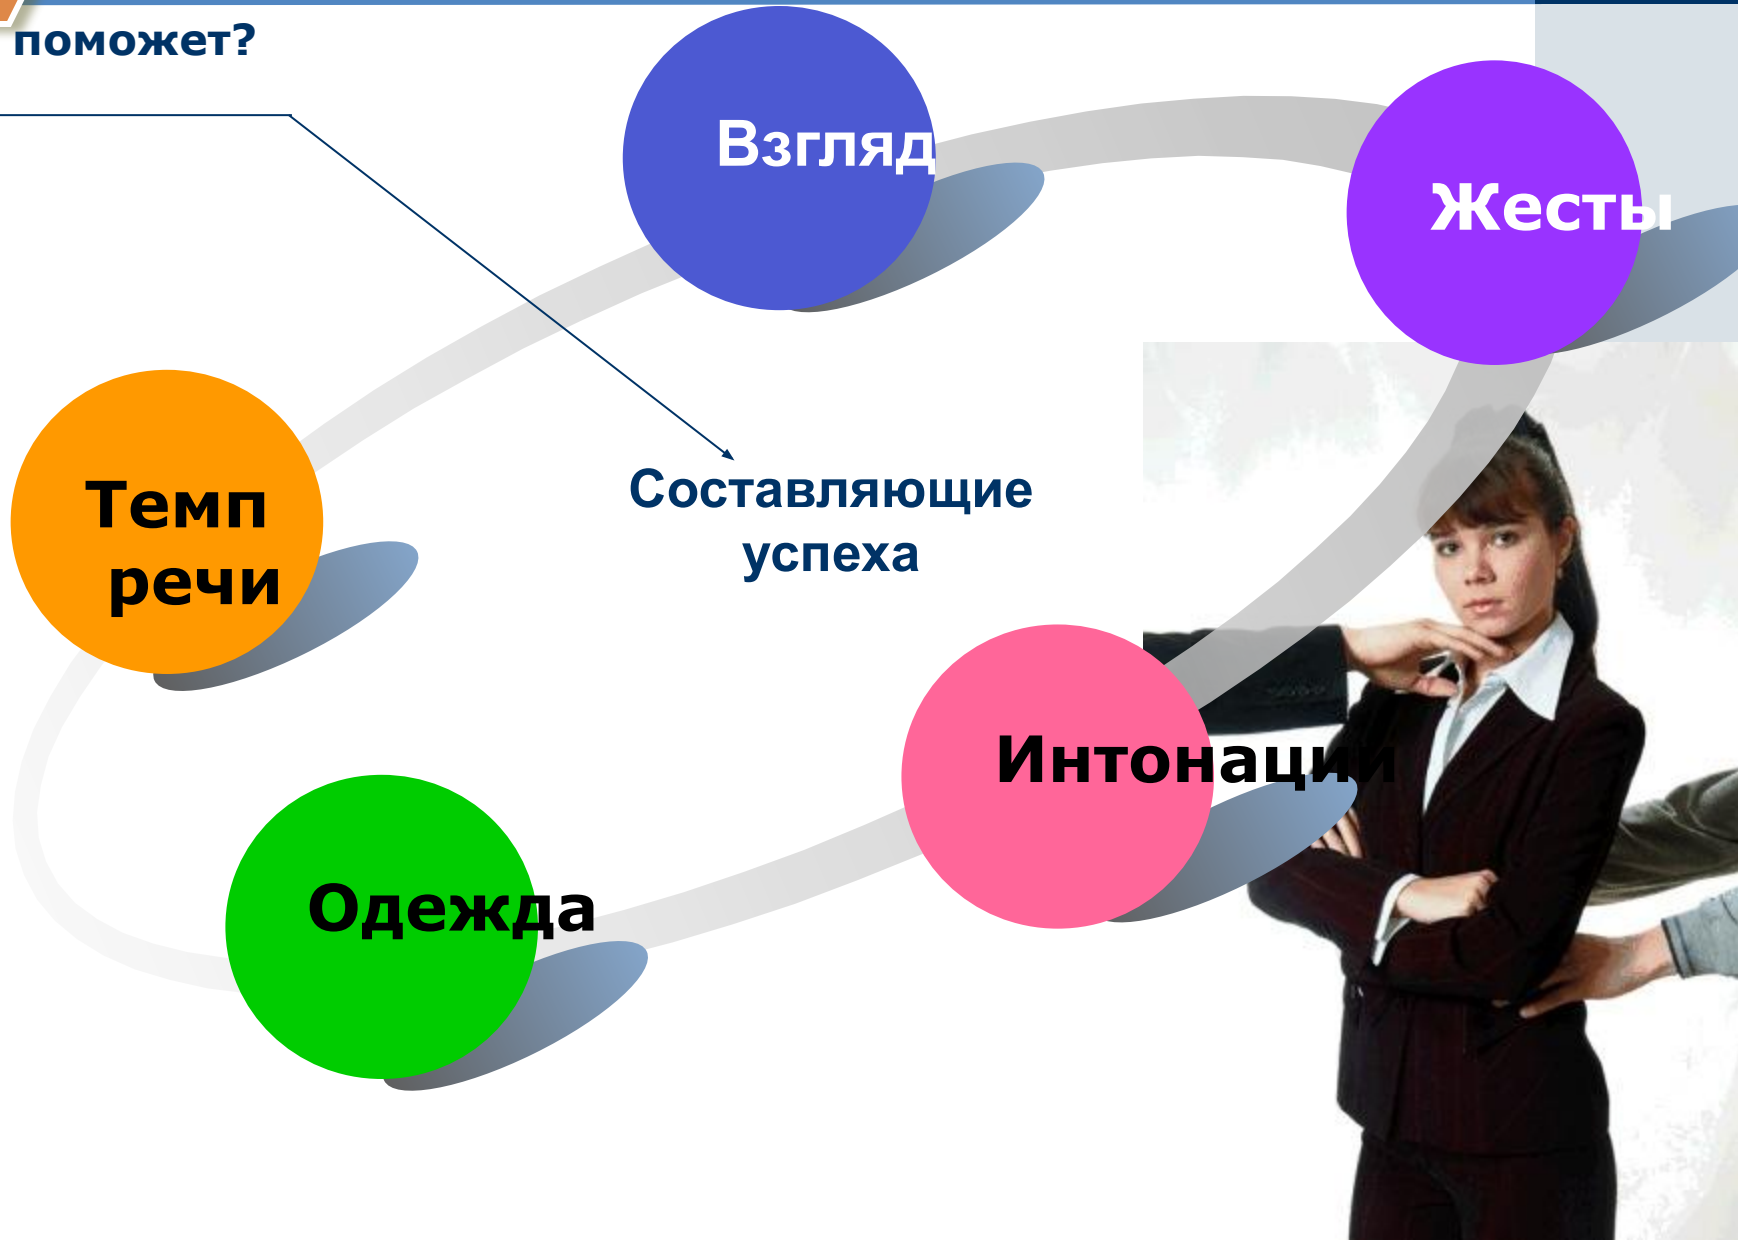 поможет?
Взгляд
Жесты
Темп
речи
Составляющие
успеха
Интонации
Одежда